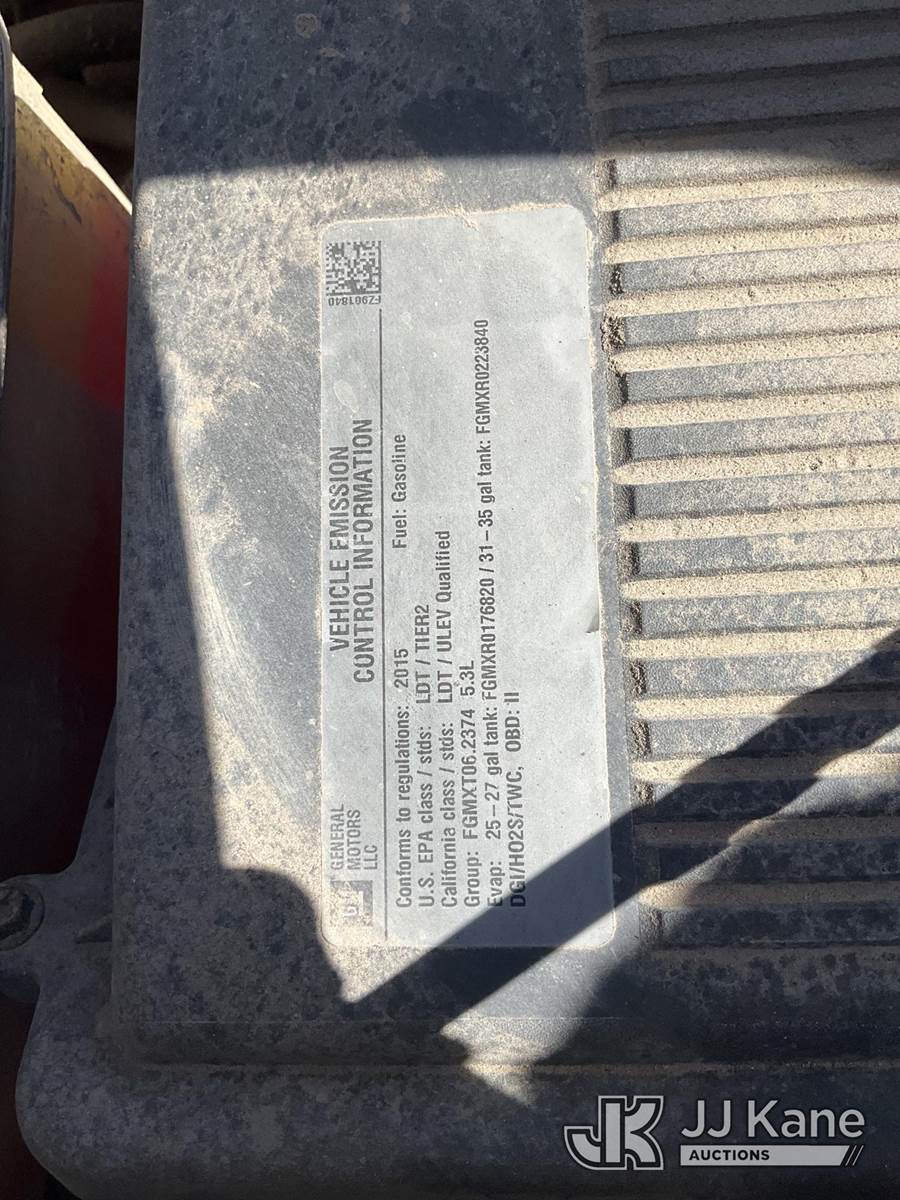 GM
GENERAL
MOTORS
LLC
VEHICLE EMISSION
CONTROL INFORMATION
FZ901840
Conforms to regulations: 2015 Fuel: Gasoline
U.S. EPA class / stds: LDT / TIER2
California class / stds: LDT / ULEV Qualified
Group: FGMXT06.2374 5.3L
Evap: 25 – 27 gal tank: FGMXR0176820 / 31 – 35 gal tank: FGMXR0223840
DGI/HO2S/TWC, OBD: II
JK JJ Kane
AUCTIONS